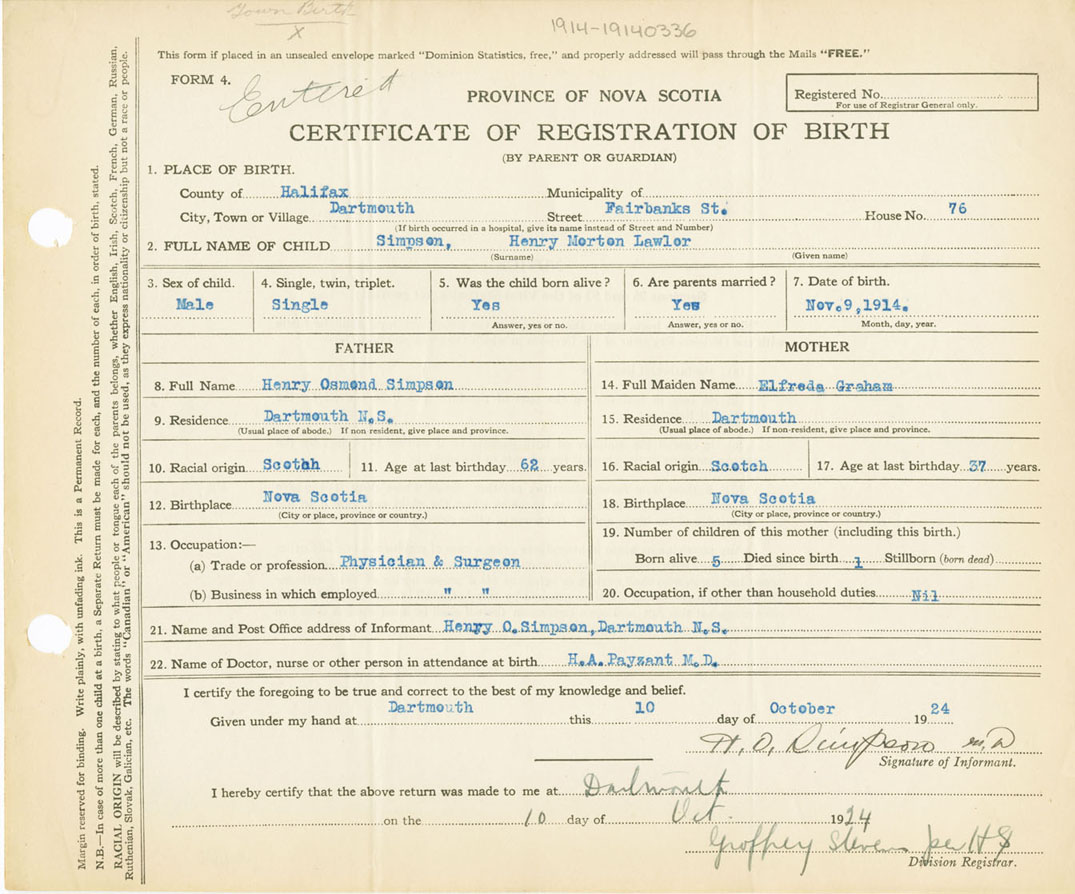 Town Birth
X
1914-19140336
This form if placed in an unsealed envelope marked "Dominion Statistics, free," and properly addressed will pass through the Mails "FREE."
FORM 4.
Entered
PROVINCE OF NOVA SCOTIA
Registered No.
For use of Registrar General only.
CERTIFICATE OF REGISTRATION OF BIRTH
(BY PARENT OR GUARDIAN)
1. PLACE OF BIRTH.
County of Halifax Municipality of
City, Town or Village Dartmouth Street Fairbanks St. House No. 76
(If birth occurred in a hospital, give its name instead of Street and Number)
2. FULL NAME OF CHILD Simpson, Henry Morton Lawlor
(Surname) (Given name)
3. Sex of child. 4. Single, twin, triplet. 5. Was the child born alive? 6. Are parents married? 7. Date of birth.
Male Single Yes Yes Nov.9,1914.
Answer, yes or no. Answer, yes or no. Month, day, year.
FATHER MOTHER
8. Full Name Henry Osmond Simpson 14. Full Maiden Name Elfreda Graham
9. Residence Dartmouth N.S. 15. Residence Dartmouth
(Usual place of abode.) If non resident, give place and province. (Usual place of abode.) If non-resident, give place and province.
10. Racial origin Scothh 11. Age at last birthday 62 years. 16. Racial origin Scotch 17. Age at last birthday 37 years.
12. Birthplace Nova Scotia 18. Birthplace Nova Scotia
(City or place, province or country.) (City or place, province or country.)
13. Occupation:— 19. Number of children of this mother (including this birth.)
(a) Trade or profession Physician & Surgeon Born alive 5 Died since birth 1 Stillborn (born dead)
(b) Business in which employed " " 20. Occupation, if other than household duties Nil
21. Name and Post Office address of Informant Henry O.Simpson,Dartmouth N.S.
22. Name of Doctor, nurse or other person in attendance at birth H.A.Payzant M.D.
I certify the foregoing to be true and correct to the best of my knowledge and belief.
Given under my hand at Dartmouth this 10 day of October 1924
H. O. Simpson M.D
Signature of Informant.
I hereby certify that the above return was made to me at Dartmouth
on the 10 day of Oct. 1924
Groffrey Stevens per H S
Division Registrar.
Margin reserved for binding. Write plainly, with unfading ink. This is a Permanent Record.
N.B.—In case of more than one child at a birth, a Separate Return must be made for each, and the number of each, in order of birth, stated.
RACIAL ORIGIN will be described by stating to what people or tongue each of the parents belongs, whether English, Irish, Scotch, French, German, Russian,
Ruthenian, Slovak, Galician, etc. The words "Canadian" or "American" should not be used, as they express nationality or citizenship but not a race or people.